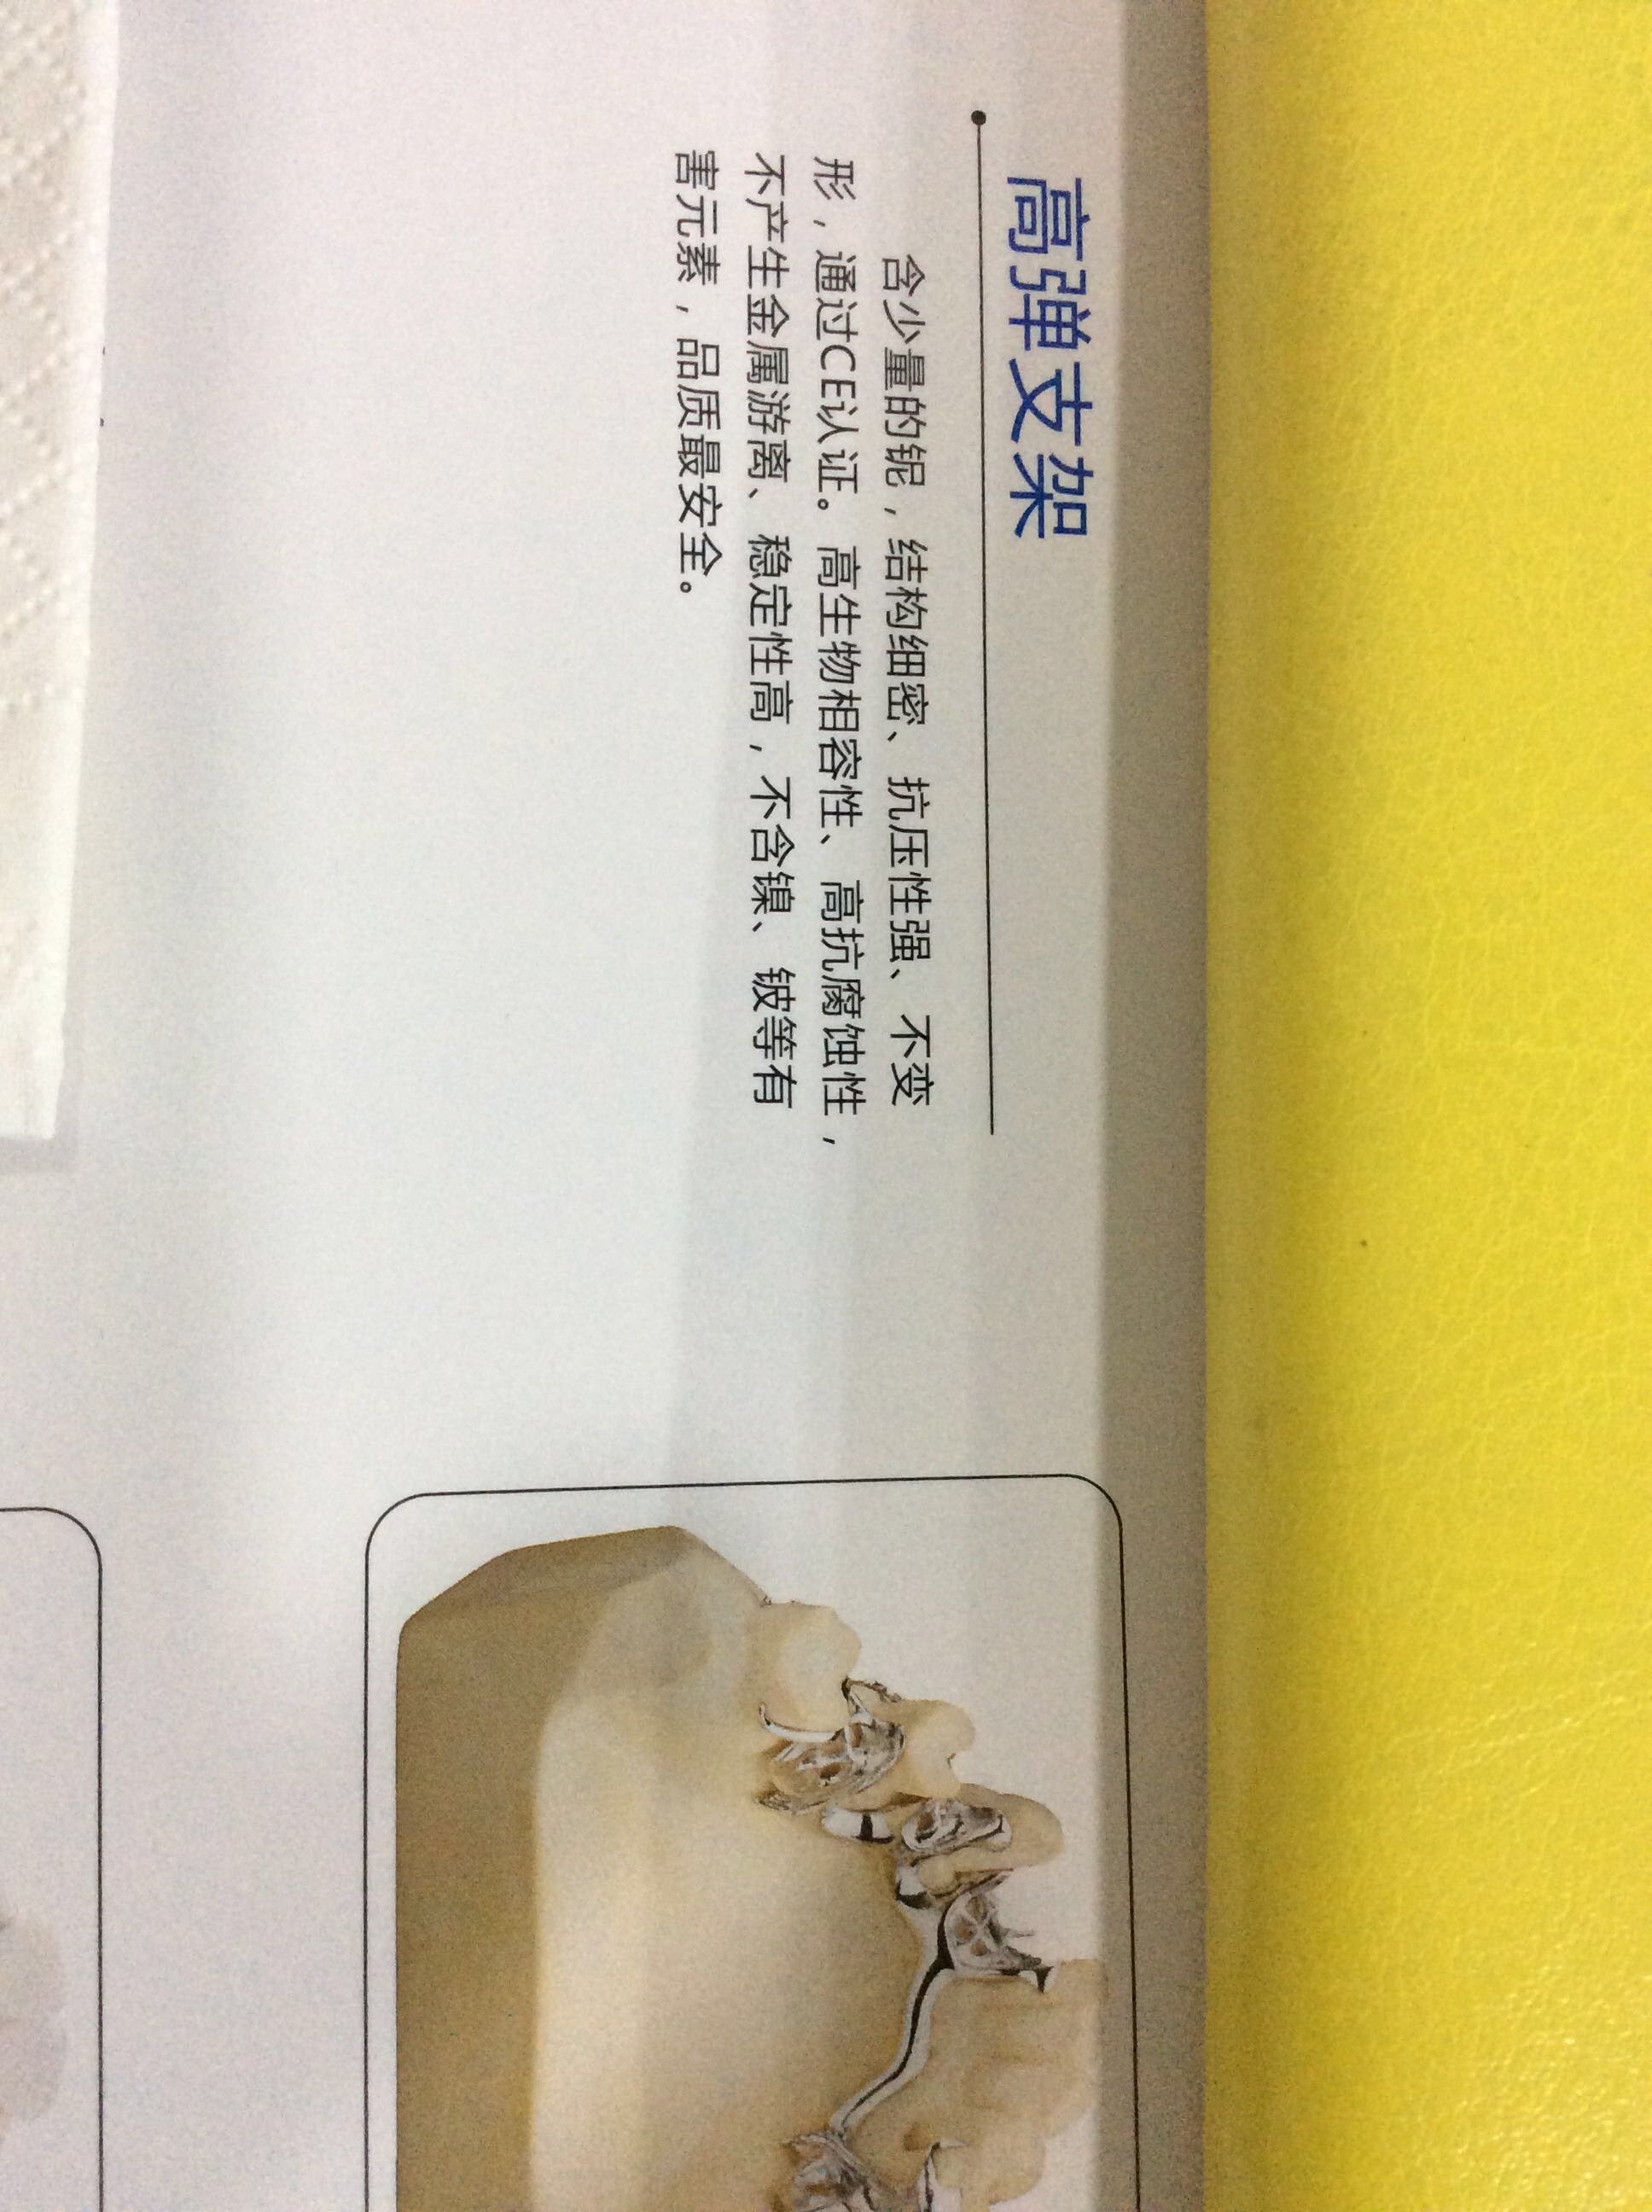 高弹支架
含少量的铌，结构细密、抗压性强、不变
形，通过CE认证。高生物相容性、高抗腐蚀性，
不产生金属游离、稳定性高，不含镍、铍等有
害元素，品质最安全。